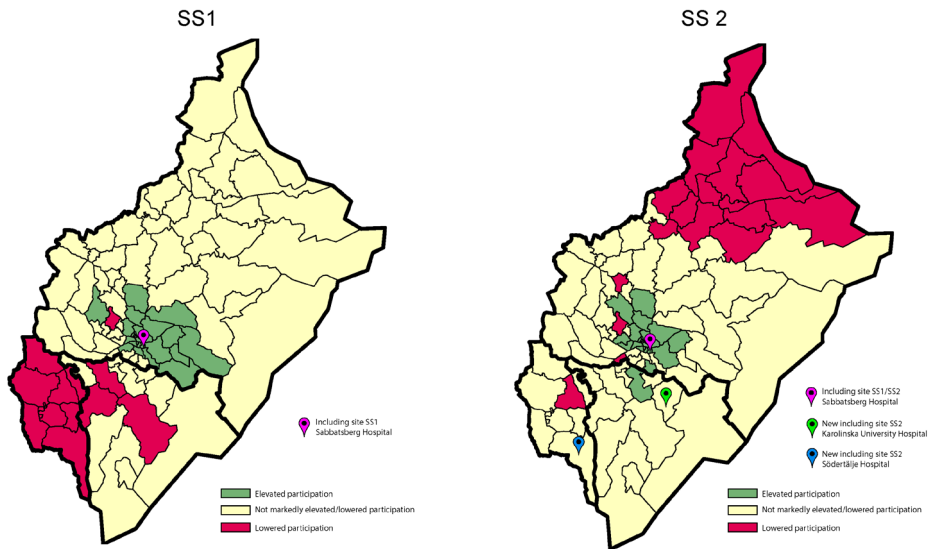 SS1
SS 2
Including site SS1
Sabbatsberg Hospital
Elevated participation
Not markedly elevated/lowered participation
Lowered participation
Including site SS1/SS2
Sabbatsberg Hospital
New including site SS2
Karolinska University Hospital
New including site SS2
Södertälje Hospital
Elevated participation
Not markedly elevated/lowered participation
Lowered participation